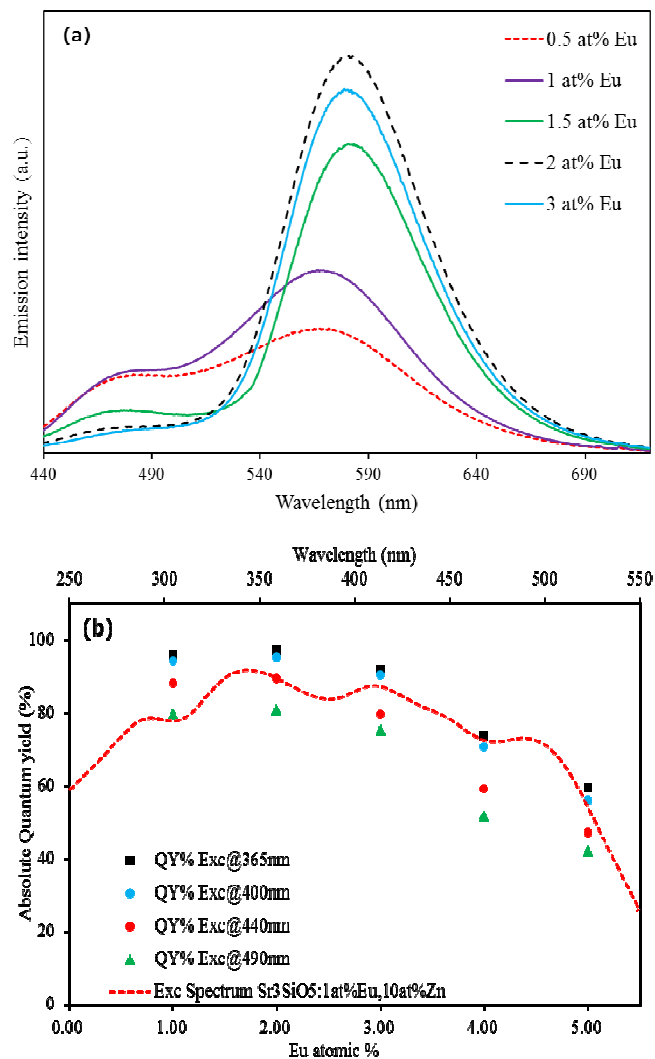 (a)
0.5 at% Eu
1 at% Eu
1.5 at% Eu
2 at% Eu
3 at% Eu
Emission intensity (a.u.)
440 490 540 590 640 690
Wavelength (nm)
Wavelength (nm)
250 300 350 400 450 500 550
(b)
100
80
60
40
20
0
Absolute Quantum yield (%)
QY% Exc@365nm
QY% Exc@400nm
QY% Exc@440nm
QY% Exc@490nm
Exc Spectrum Sr3SiO5:1at%Eu,10at%Zn
0.00 1.00 2.00 3.00 4.00 5.00
Eu atomic %